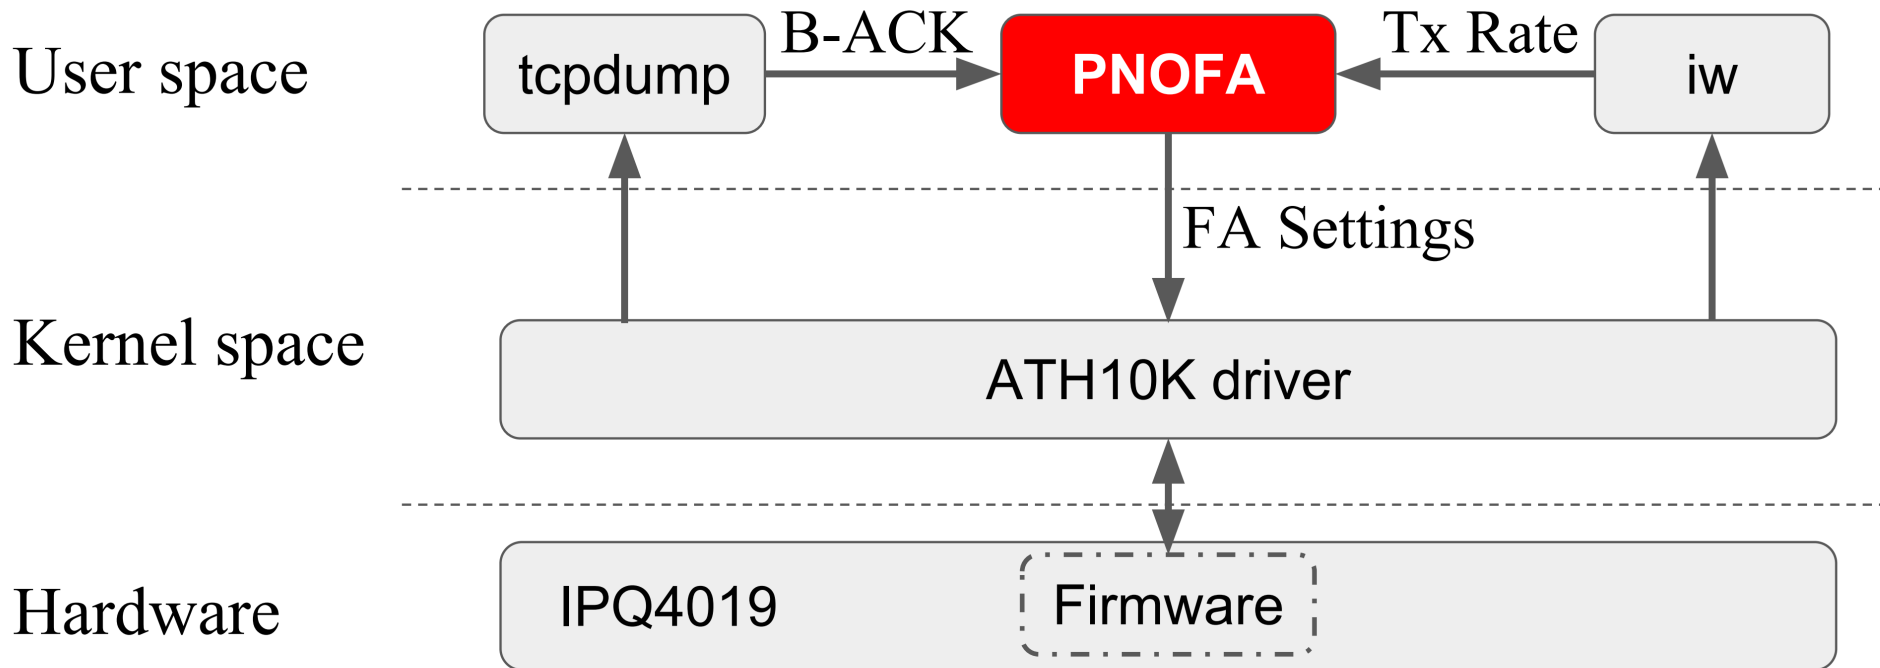 User space
tcpdump
B-ACK
PNOFA
Tx Rate
iw
FA Settings
Kernel space
ATH10K driver
Hardware
IPQ4019
Firmware